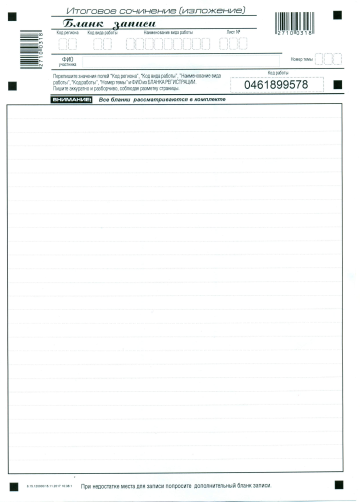 Итоговое сочинение (изложение)
Бланк записи
27100318
27100318
Код региона Код вида работы Наименование вида работы Лист №
ФИО
участника
Номер темы
Перепишите значения полей "Код региона", "Код вида работы", "Наименование вида
работы", "Код работы", "Номер темы" и ФИО из БЛАНКА РЕГИСТРАЦИИ.
Пишите аккуратно и разборчиво, соблюдая разметку страницы.
Код работы
0461899578
ВНИМАНИЕ! Все бланки рассматриваются в комплекте
При недостатке места для записи попросите дополнительный бланк записи.